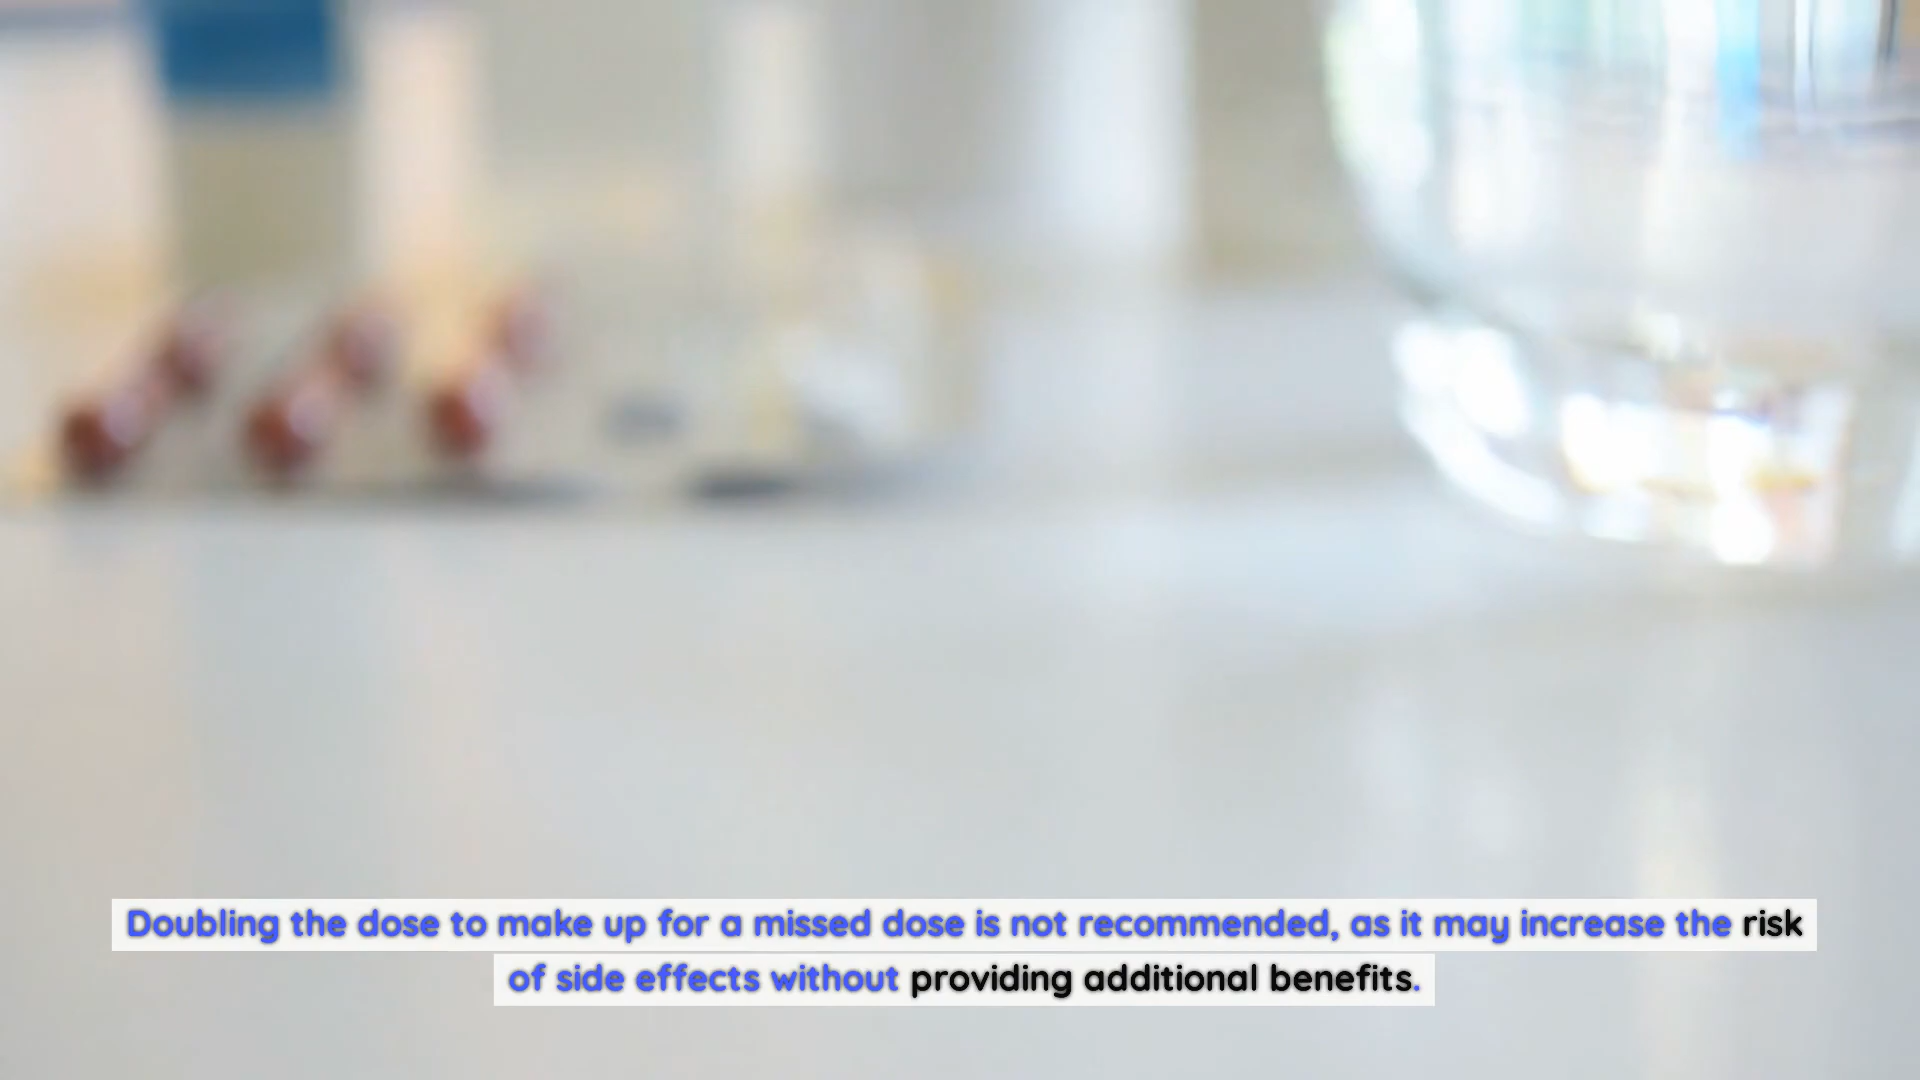 Doubling the dose to make up for a missed dose is not recommended, as it may increase the risk
of side effects without providing additional benefits.